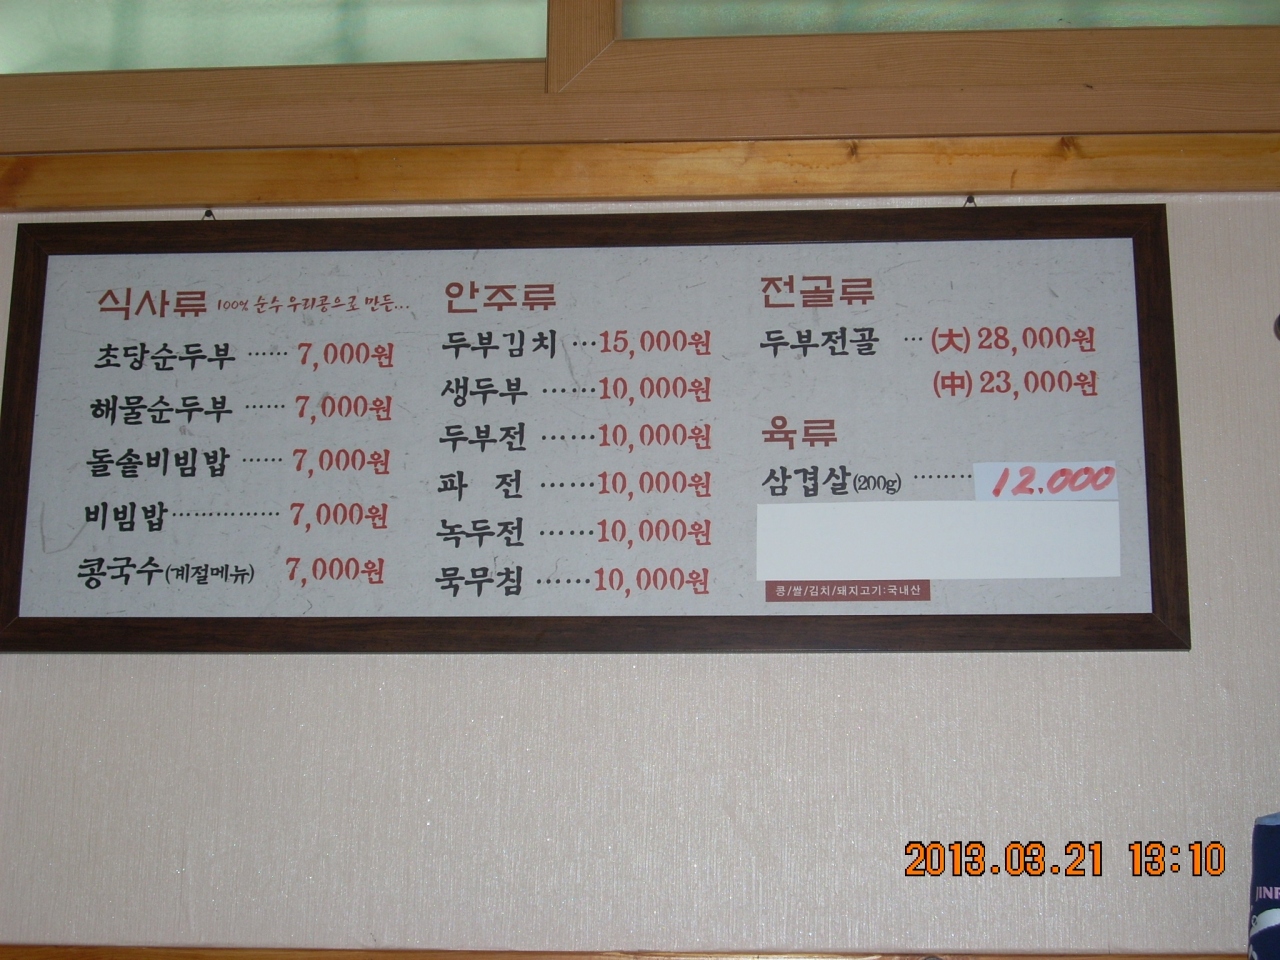 식사류 100% 순수 우리콩으로 만든...
초당순두부 ······ 7,000원
해물순두부 ······ 7,000원
돌솥비빔밥 ······ 7,000원
비빔밥··············· 7,000원
콩국수(계절메뉴) 7,000원
안주류
두부김치 ···15,000원
생두부 ······10,000원
두부전 ······10,000원
파 전 ······10,000원
녹두전 ······10,000원
묵무침 ······10,000원
전골류
두부전골 ··· (大) 28,000원
(中) 23,000원
육류
삼겹살(200g) ········ 12.000
콩/쌀/김치/돼지고기:국내산
2013.03.21 13:10